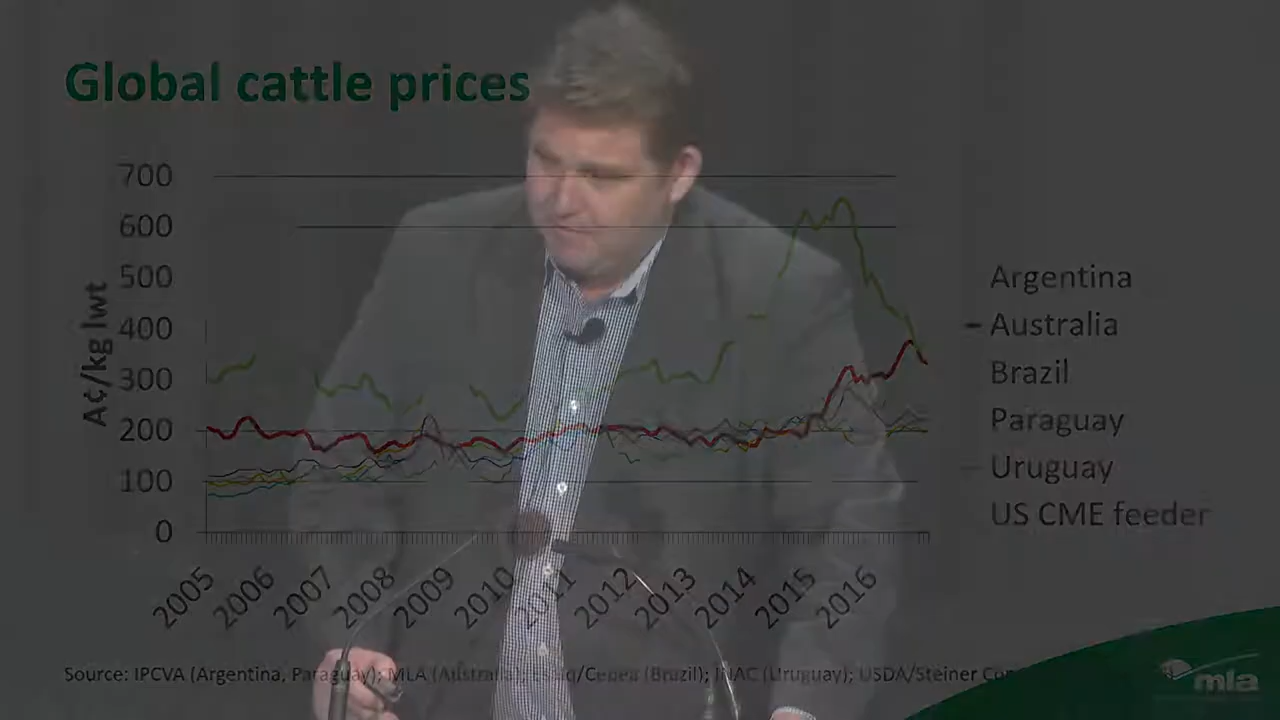 Global cattle prices
700
600
500
400
300
200
100
0
A¢/kg lwt
2005
2006
2007
2008
2009
2010
2011
2012
2013
2014
2015
2016
Argentina
Australia
Brazil
Paraguay
Uruguay
US CME feeder
Source: IPCVA (Argentina, Paraguay); MLA (Australia); (Brazil); INAC (Uruguay); USDA/Steiner
mla